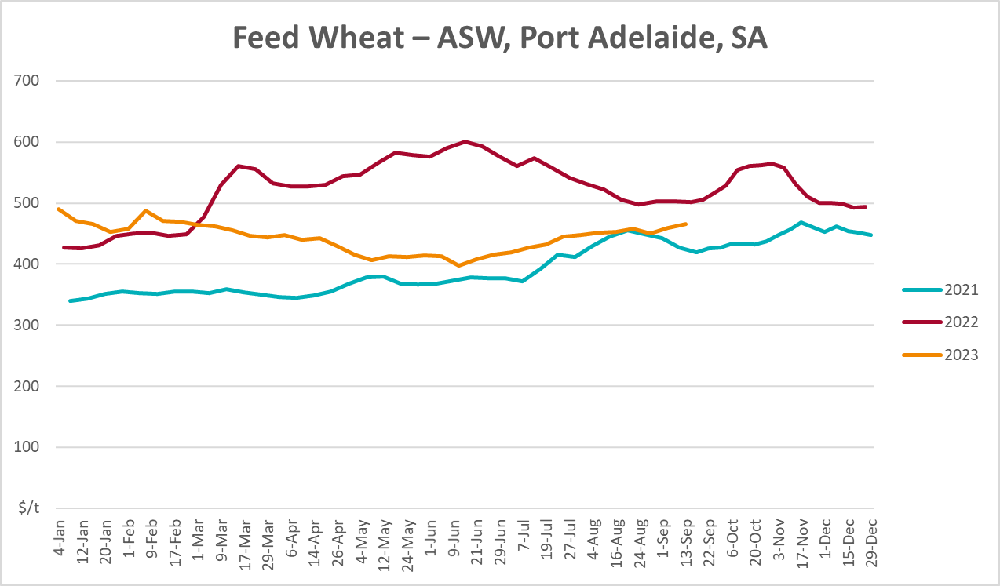 Feed Wheat – ASW, Port Adelaide, SA
700
600
500
400
300
200
100
$/t
4-Jan
12-Jan
20-Jan
1-Feb
9-Feb
17-Feb
1-Mar
9-Mar
17-Mar
29-Mar
6-Apr
14-Apr
26-Apr
4-May
12-May
24-May
1-Jun
9-Jun
21-Jun
29-Jun
7-Jul
19-Jul
27-Jul
4-Aug
16-Aug
24-Aug
1-Sep
13-Sep
22-Sep
6-Oct
20-Oct
3-Nov
17-Nov
1-Dec
15-Dec
29-Dec
2021
2022
2023